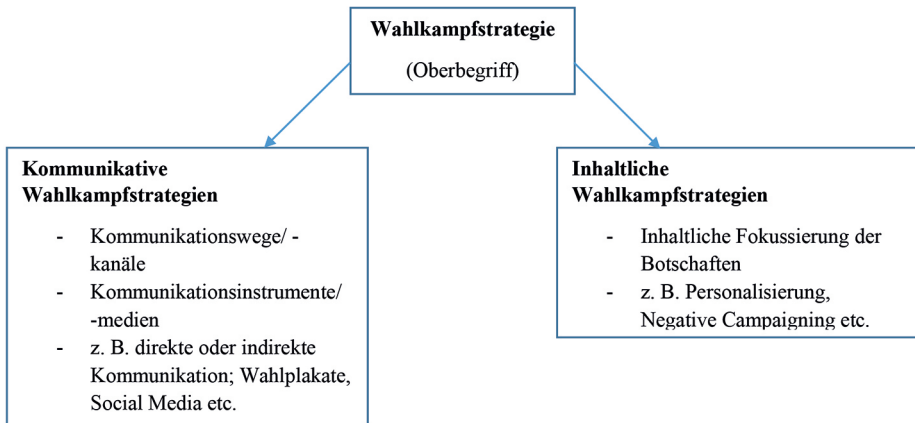 Wahlkampfstrategie
(Oberbegriff)
Kommunikative
Wahlkampfstrategien
- Kommunikationswege/ -
kanäle
- Kommunikationsinstrumente/
-medien
- z. B. direkte oder indirekte
Kommunikation; Wahlplakate,
Social Media etc.
Inhaltliche
Wahlkampfstrategien
- Inhaltliche Fokussierung der
Botschaften
- z. B. Personalisierung,
Negative Campaigning etc.